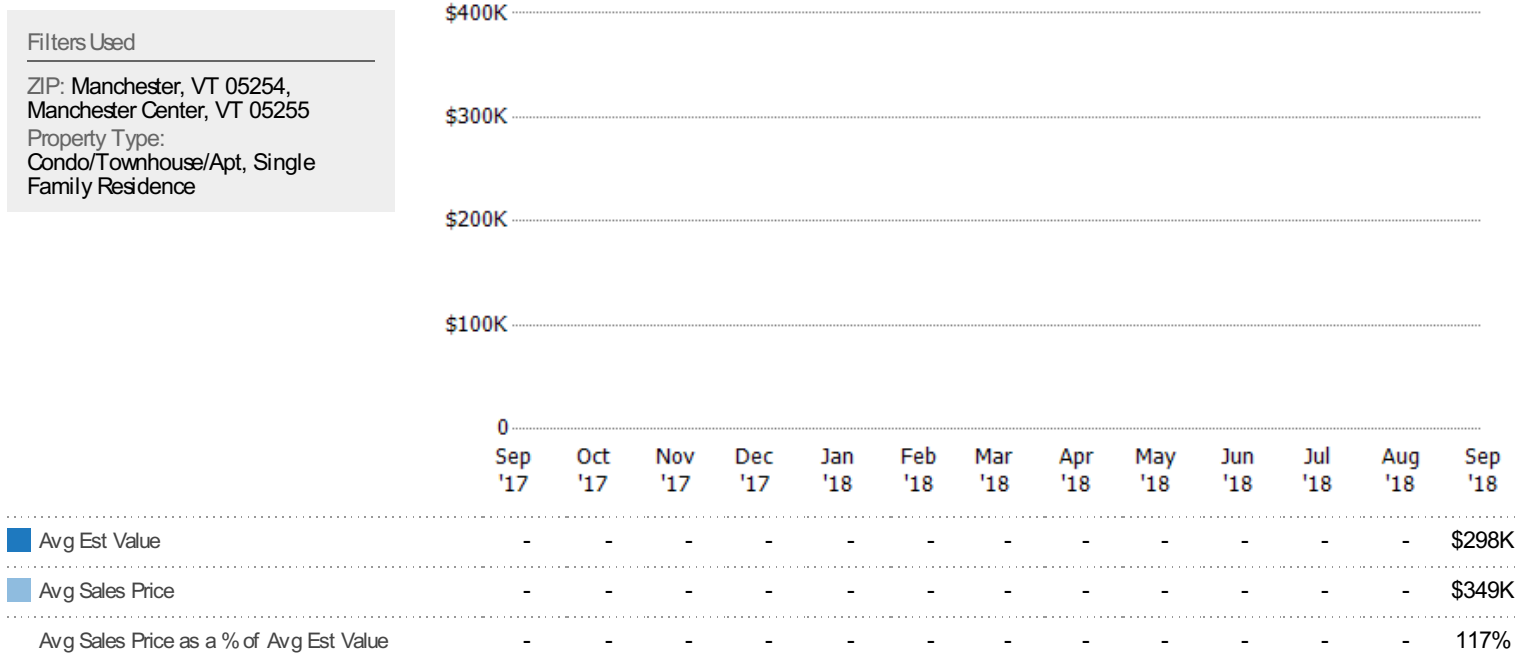 Filters Used
ZIP: Manchester, VT 05254,
Manchester Center, VT 05255
Property Type:
Condo/Townhouse/Apt, Single
Family Residence
$400K
$300K
$200K
$100K
0
Sep Oct Nov Dec Jan Feb Mar Apr May Jun Jul Aug Sep
'17 '17 '17 '17 '18 '18 '18 '18 '18 '18 '18 '18 '18
Avg Est Value - - - - - - - - - - - - $298K
Avg Sales Price - - - - - - - - - - - - $349K
Avg Sales Price as a % of Avg Est Value - - - - - - - - - - - - 117%